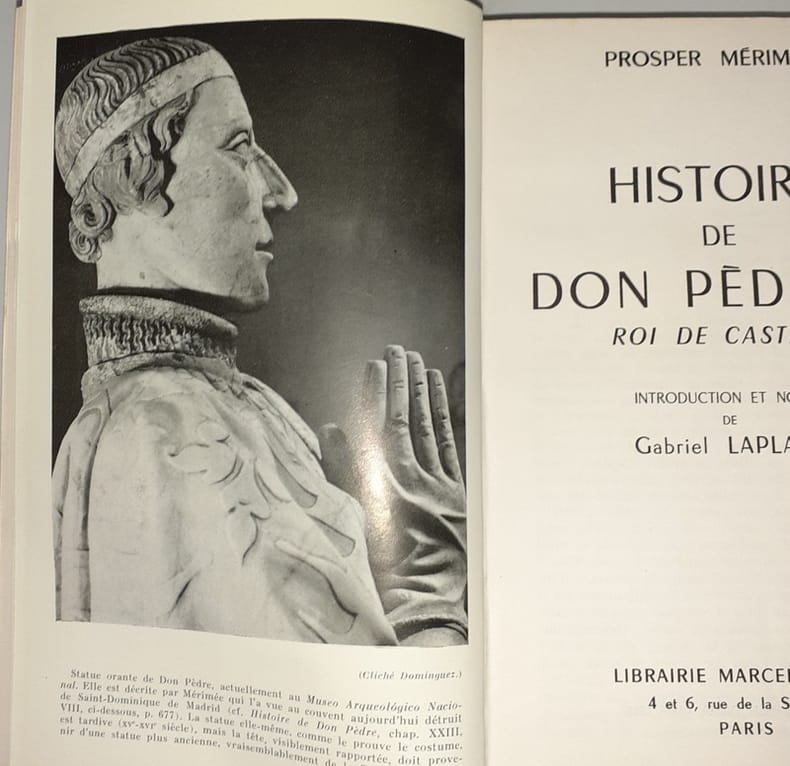 (Cliché Dominguez.)
Statue orante de Don Pèdre, actuellement au Museo Arqueológico Nacio-
nal. Elle est décrite par Mérimée qui l'a vue au couvent aujourd'hui détruit
de Saint-Dominique de Madrid (cf. Histoire de Don Pèdre, chap. XXIII,
VIII, ci-dessous, p. 677). La statue elle-même, comme le prouve le costume,
est tardive (XVe-XVIe siècle), mais la tête, visiblement rapportée, doit prove-
nir d'une statue plus ancienne, vraisemblablement de la
PROSPER MÉRIM
HISTOIR
DE
DON PÈD
ROI DE CAST
INTRODUCTION ET NO
DE
Gabriel LAPLA
LIBRAIRIE MARCE
4 et 6, rue de la S
PARIS